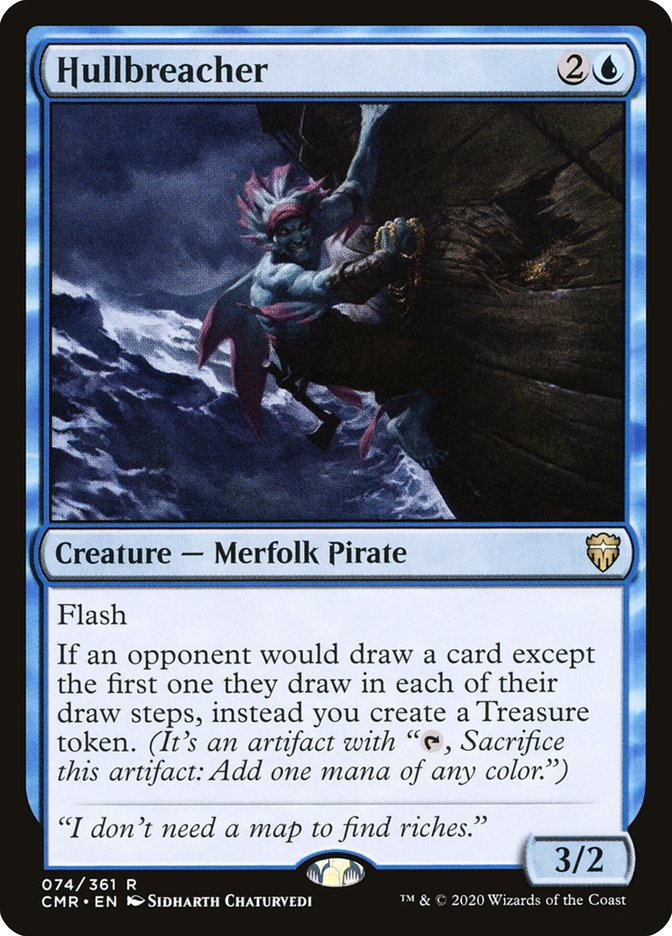 Hullbreacher
2
Creature — Merfolk Pirate
Flash
If an opponent would draw a card except
the first one they draw in each of their
draw steps, instead you create a Treasure
token. (It's an artifact with “, Sacrifice
this artifact: Add one mana of any color.”)
“I don't need a map to find riches.”
3/2
074/361 R
CMR • EN Sidharth Chaturvedi
™ & © 2020 Wizards of the Coast